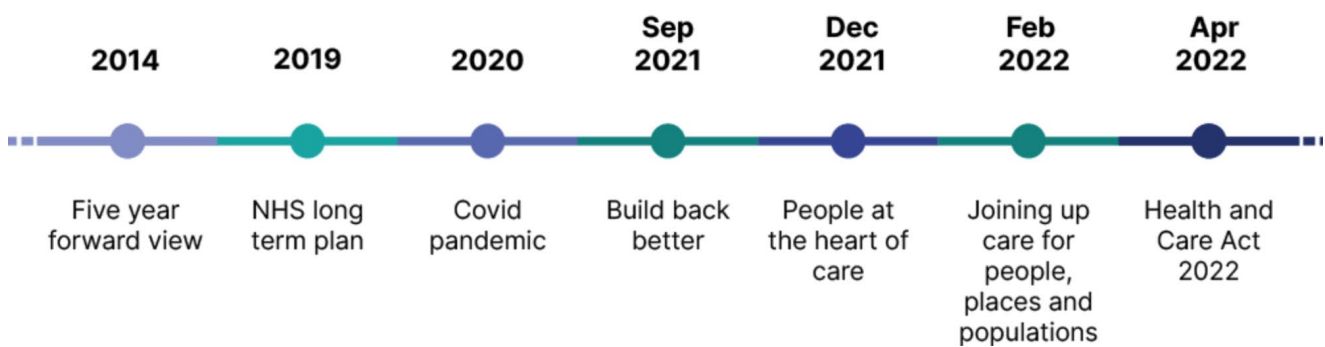 2014
2019
2020
Sep
2021
Dec
2021
Feb
2022
Apr
2022
Five year
forward view
NHS long
term plan
Covid
pandemic
Build back
better
People at
the heart of
care
Joining up
care for
people,
places and
populations
Health and
Care Act
2022